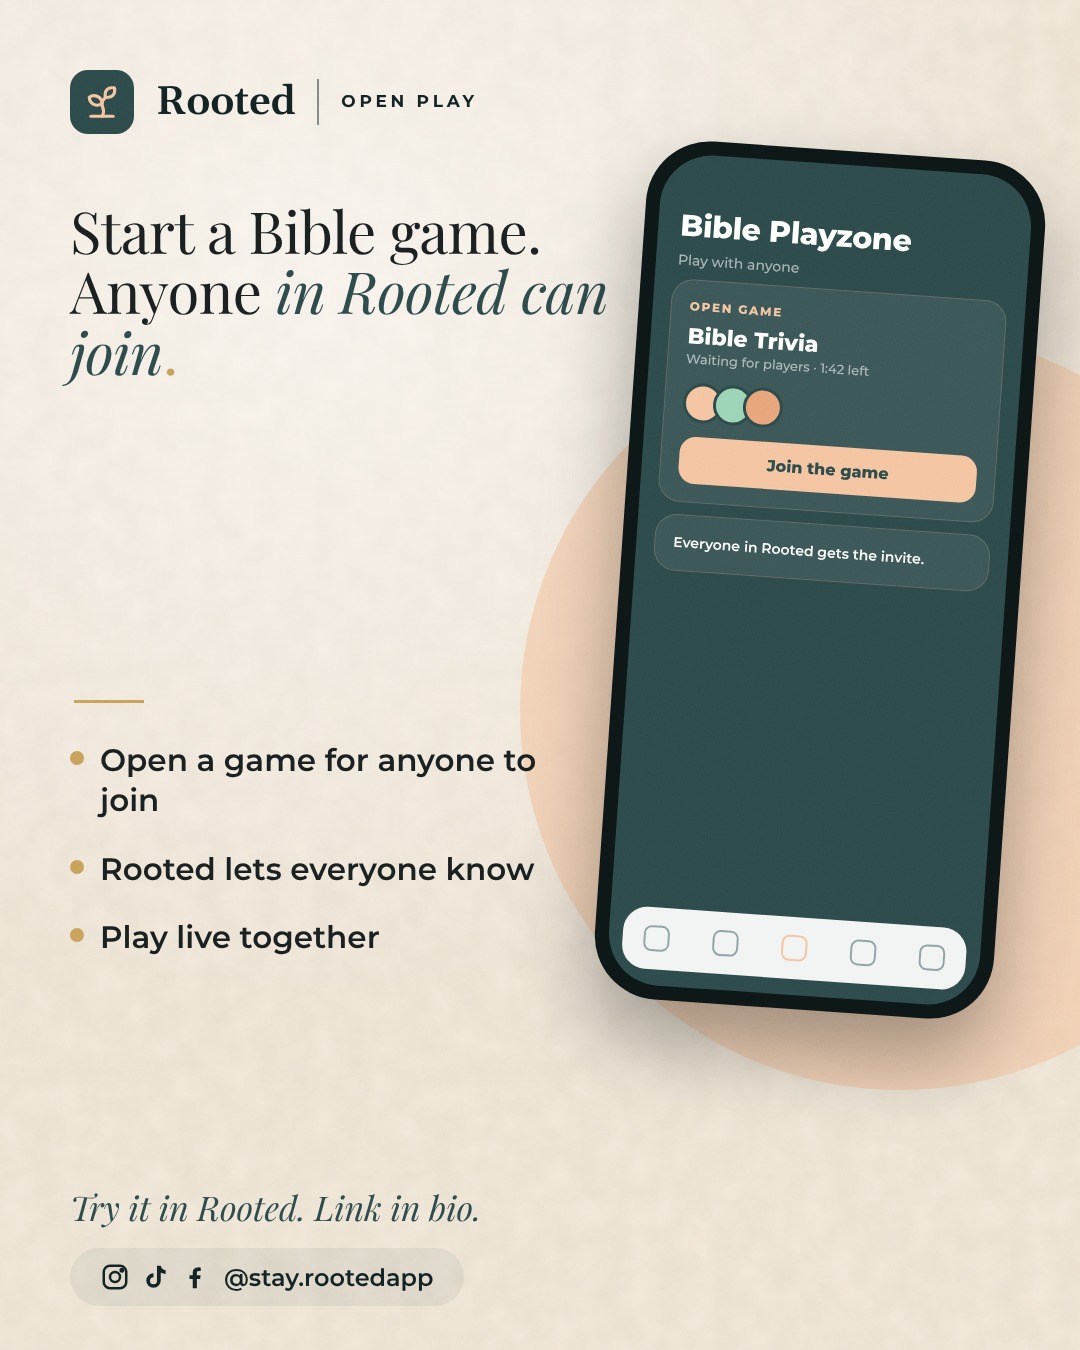 Rooted
OPEN PLAY
Start a Bible game.
Anyone in Rooted can
join.
Bible Playzone
Play with anyone
OPEN GAME
Bible Trivia
Waiting for players · 1:42 left
Join the game
Everyone in Rooted gets the invite.
Open a game for anyone to
join
Rooted lets everyone know
Play live together
Try it in Rooted. Link in bio.
@stay.rootedapp